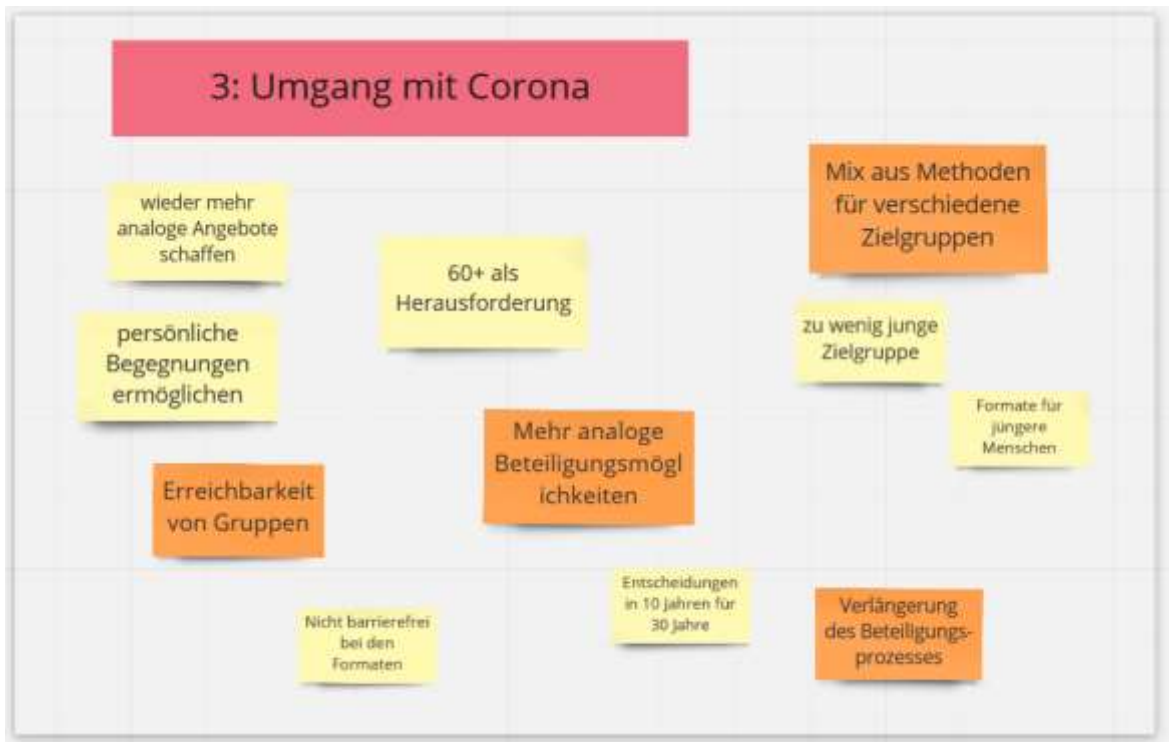 3: Umgang mit Corona
wieder mehr
analoge Angebote
schaffen
60+ als
Herausforderung
Mix aus Methoden
für verschiedene
Zielgruppen
persönliche
Begegnungen
ermöglichen
zu wenig junge
Zielgruppe
Formate für
jüngere
Menschen
Mehr analoge
Beteiligungsmögl
ichkeiten
Erreichbarkeit
von Gruppen
Nicht barrierefrei
bei den
Formaten
Entscheidungen
in 10 Jahren für
30 Jahre
Verlängerung
des Beteiligungs-
prozesses